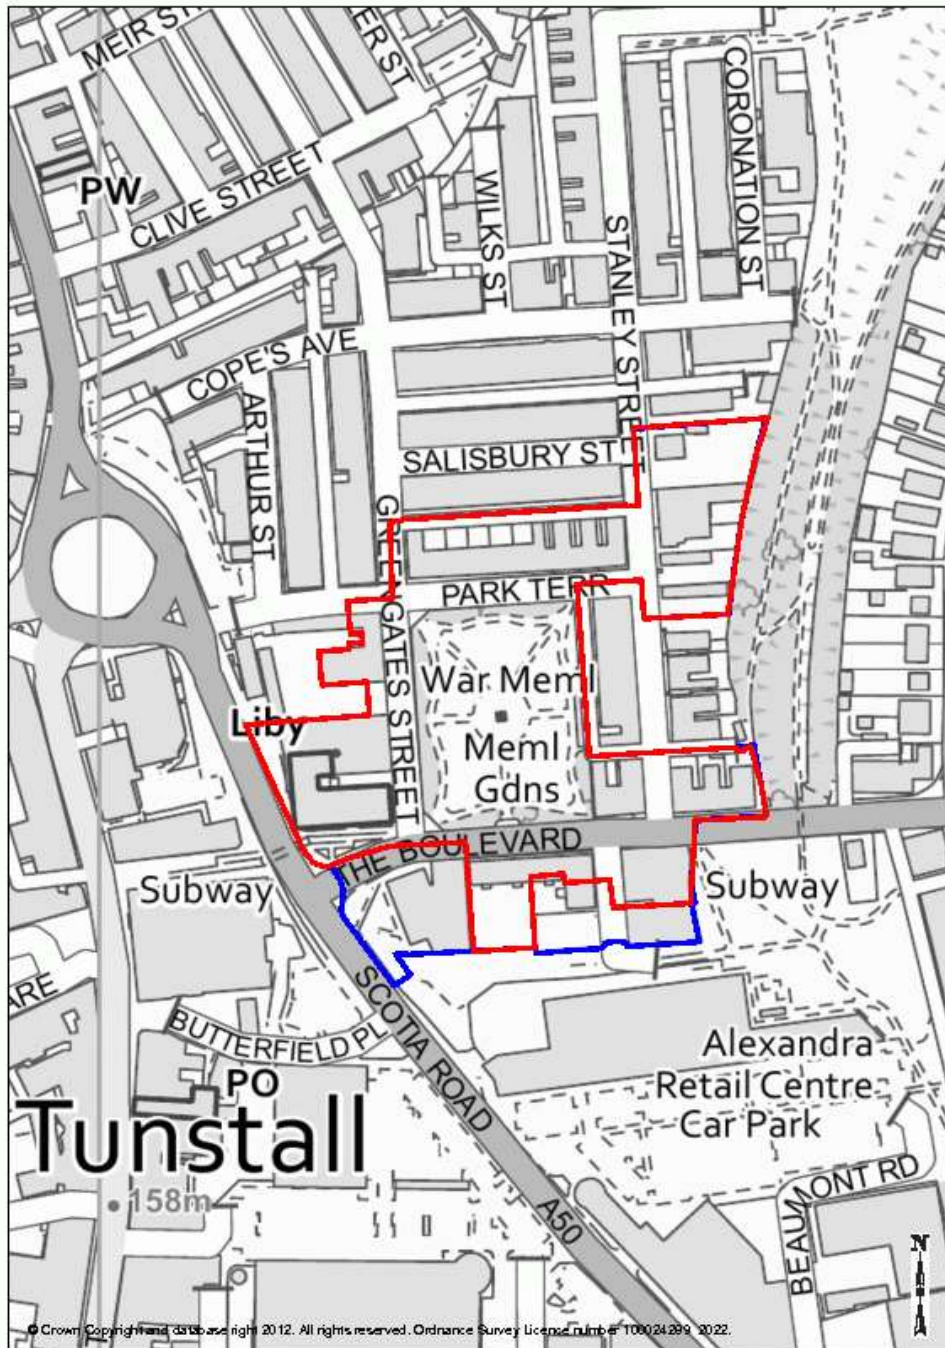 MEIR ST
ER ST
CORONATION ST
PW
CLIVE STREET
WILKS ST
STANLEY STREET
COPE'S AVE
ARTHUR ST
SALISBURY ST
GREENGATES STREET
PARK TERR
War Meml
Liby
Meml
Gdns
THE BOULEVARD
Subway
Subway
ARE
SCOTIA ROAD
BUTTERFIELD PL
Alexandra
Retail Centre
Car Park
PO
Tunstall
158m
A50
BEAUMONT RD
N
© Crown Copyright and database right 2012. All rights reserved. Ordnance Survey Licence number 100024299 2022.